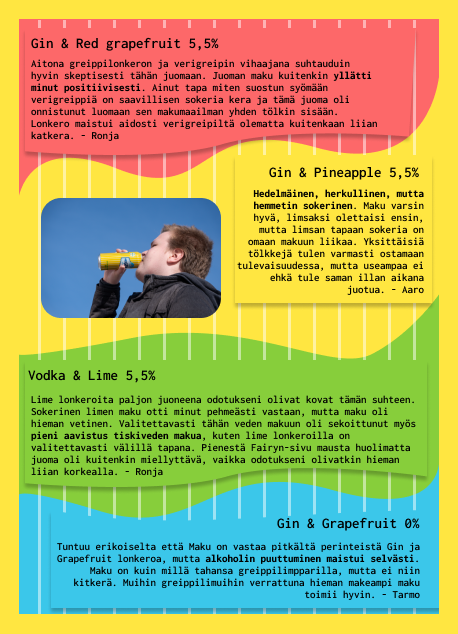 Gin & Red grapefruit 5,5%
Aitona greippilonkeron ja verigreipin vihaajana suhtauduin
hyvin skeptisesti tähän juomaan. Juoman maku kuitenkin yllätti
minut positiivisesti. Ainut tapa miten suostun syömään
verigreippiä on saavillisen sokeria kera ja tämä juoma oli
onnistunut luomaan sen makumaailman yhden tölkin sisään.
Lonkero maistui aidosti verigreipiltä olematta kuitenkaan liian
katkera. - Ronja
Gin & Pineapple 5,5%
Hedelmäinen, herkullinen, mutta
hemmetin sokerinen. Maku varsin
hyvä, limsaksi olettaisi ensin,
mutta limsan tapaan sokeria on
omaan makuun liikaa. Yksittäisiä
tölkkejä tulen varmasti ostamaan
tulevaisuudessa, mutta useampaa ei
ehkä tule saman illan aikana
juotua. - Aaro
Vodka & Lime 5,5%
Lime lonkeroita paljon juoneena odotukseni olivat kovat tämän suhteen.
Sokerinen limen maku otti minut pehmeästi vastaan, mutta maku oli
hieman vetinen. Valitettavasti tähän veden makuun oli sekoittunut myös
pieni aavistus tiskiveden makua, kuten lime lonkeroilla on
valitettavasti välillä tapana. Pienestä Fairyn-sivu mausta huolimatta
juoma oli kuitenkin miellyttävä, vaikka odotukseni olivatkin hieman
liian korkealla. - Ronja
Gin & Grapefruit 0%
Tuntuu erikoiselta että Maku on vastaa pitkältä perinteistä Gin ja
Grapefruit lonkeroa, mutta alkoholin puuttuminen maistui selvästi.
Maku on kuin millä tahansa greippilimpparilla, mutta ei niin
kitkerä. Muihin greippilimuihin verrattuna hieman makeampi maku
toimii hyvin. - Tarmo